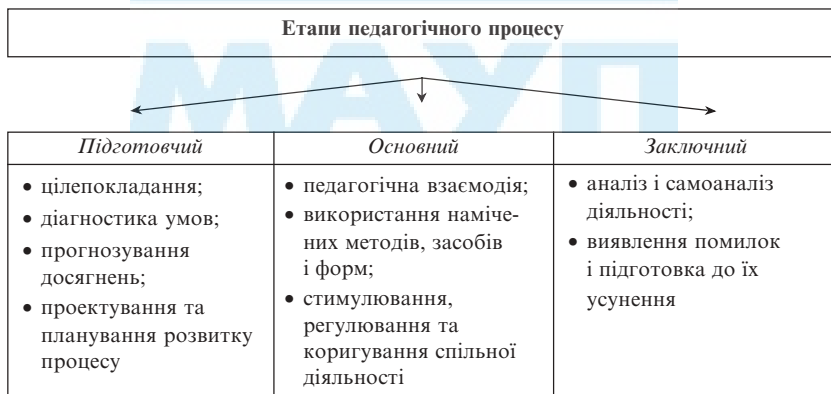 Етапи педагогічного процесу
МАУП
Підготовчий
• цілепокладання;
• діагностика умов;
• прогнозування
досягнень;
• проектування та
планування розвитку
процесу
Основний
• педагогічна взаємодія;
• використання наміче-
них методів, засобів
і форм;
• стимулювання,
регулювання та
коригування спільної
діяльності
Заключний
• аналіз і самоаналіз
діяльності;
• виявлення помилок
і підготовка до їх
усунення